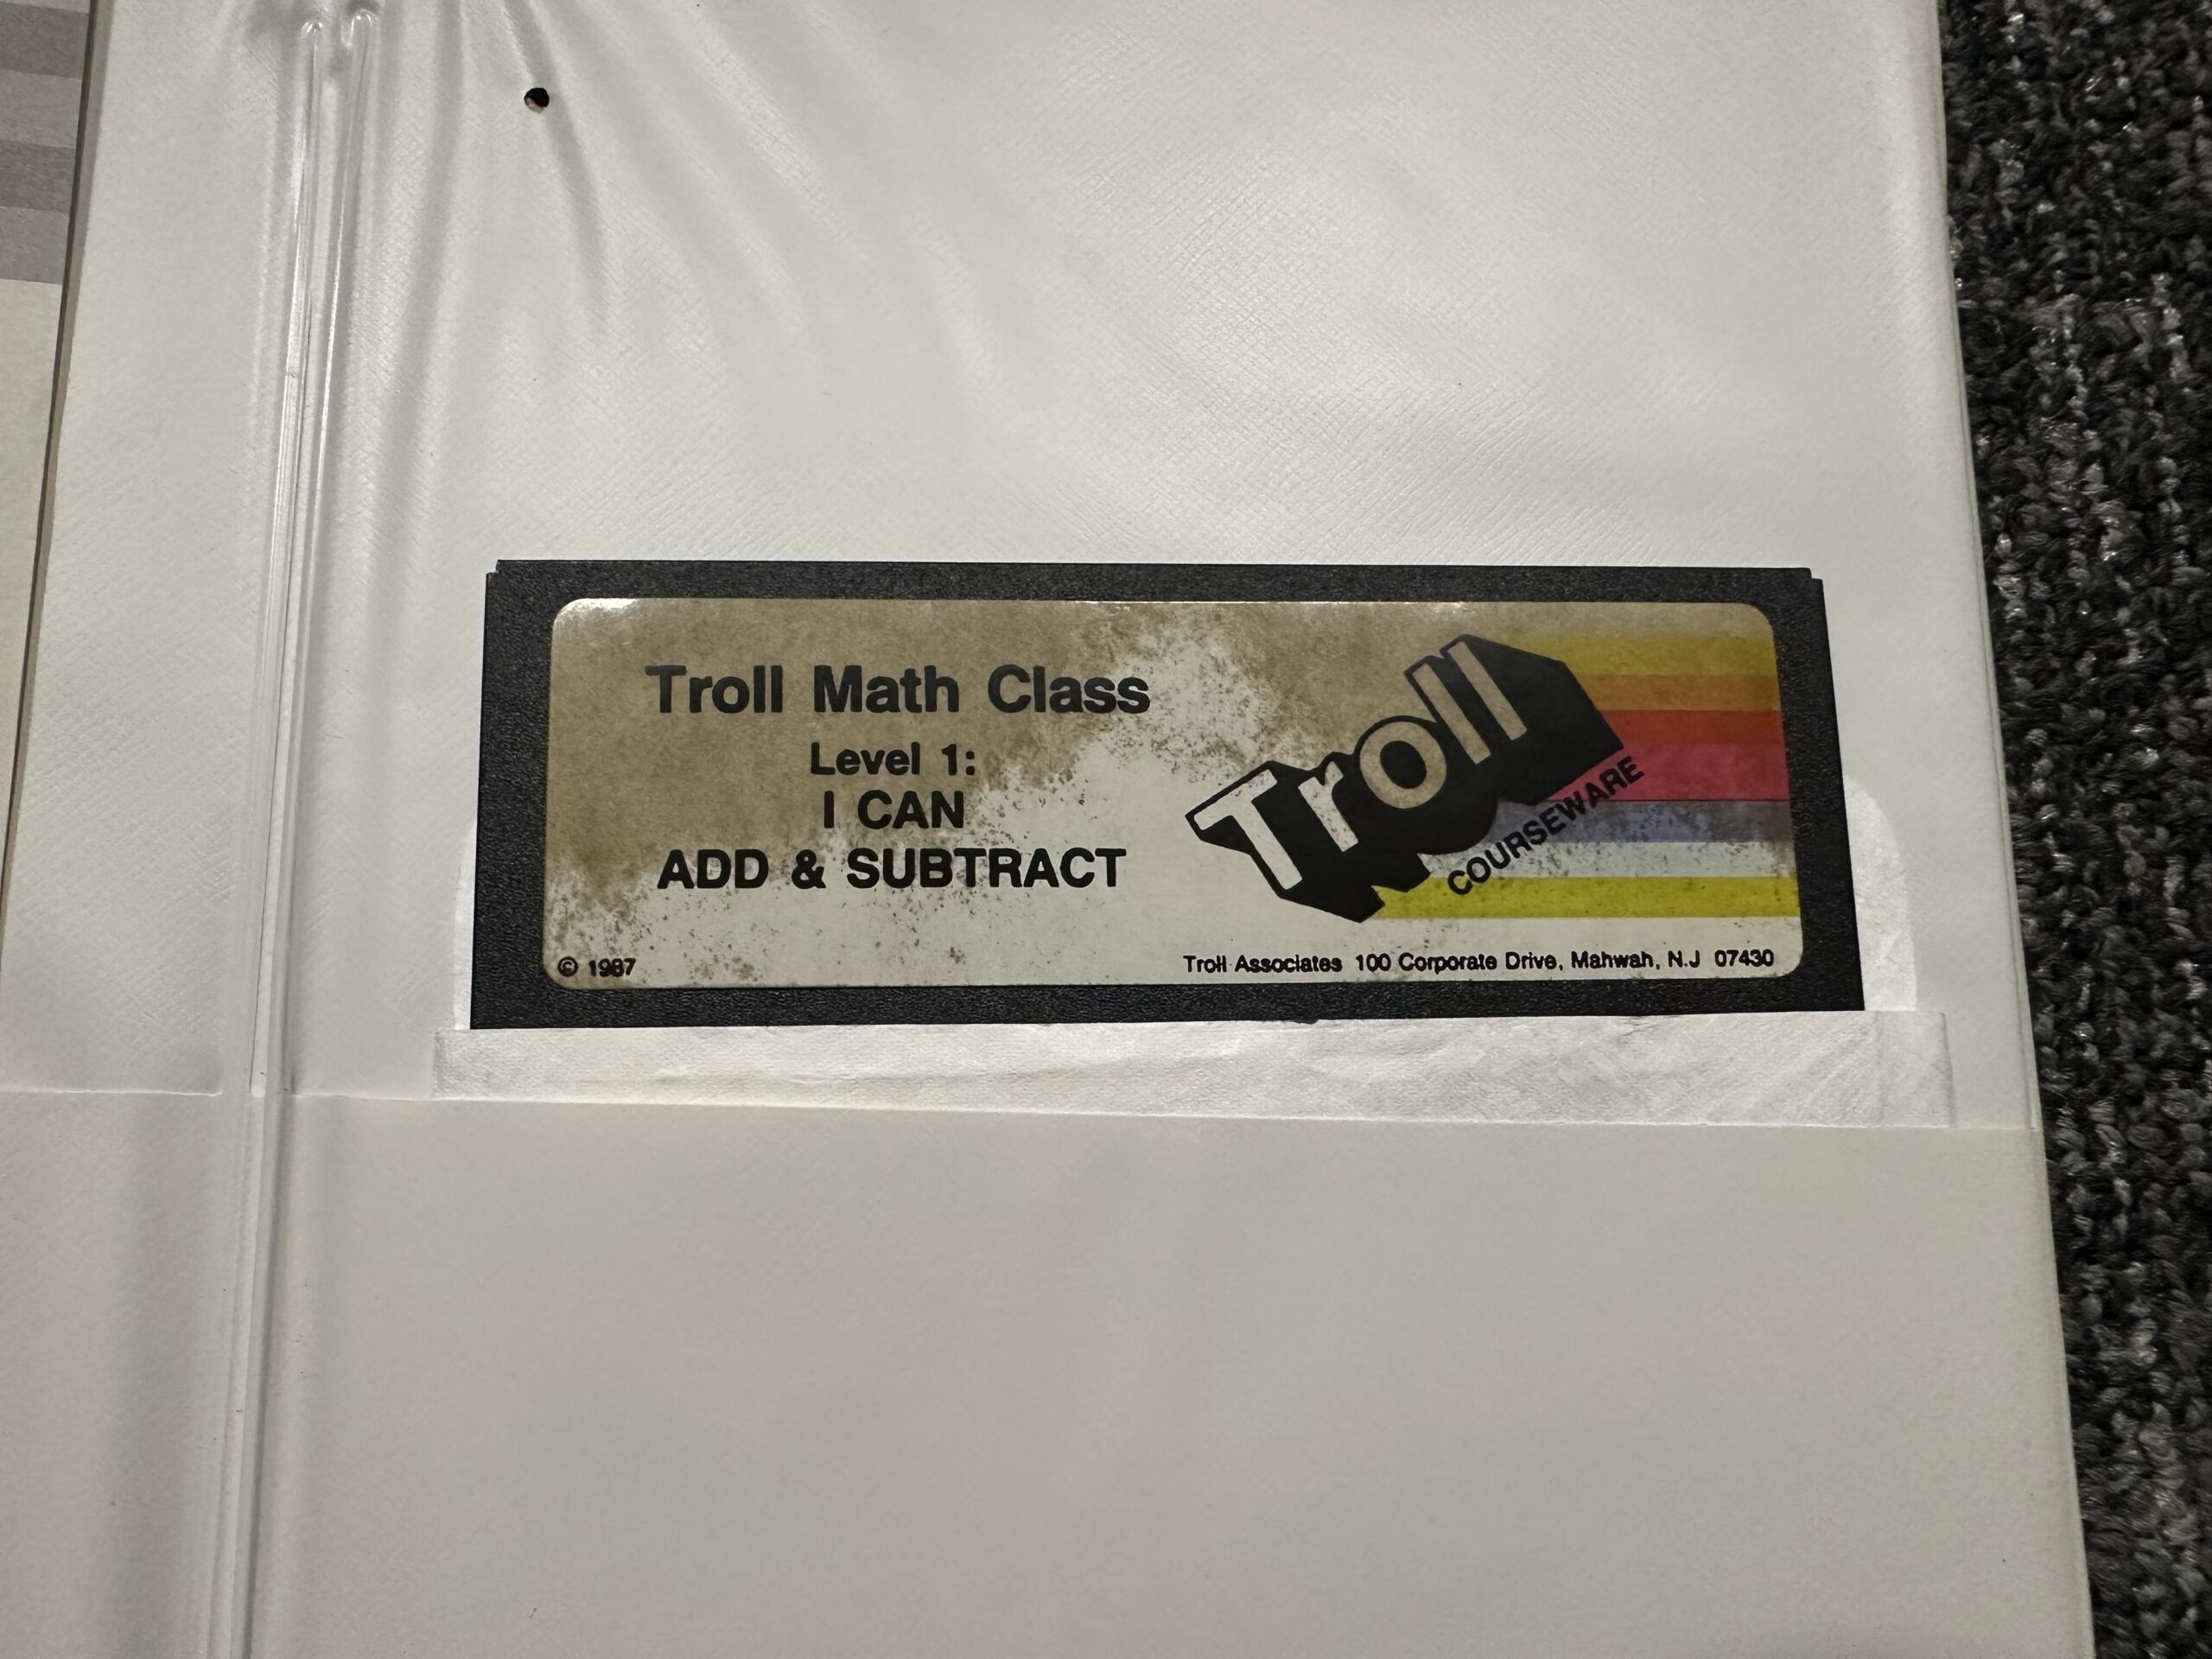 Troll Math Class
Level 1:
I CAN
ADD & SUBTRACT
Troll
COURSEWARE
© 1987
Troll Associates 100 Corporate Drive, Mahwah, N.J 07430